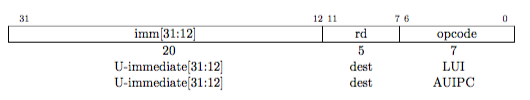 31 12 11 7 6 0
imm[31:12] rd opcode
20 5 7
U-immediate[31:12] dest LUI
U-immediate[31:12] dest AUIPC